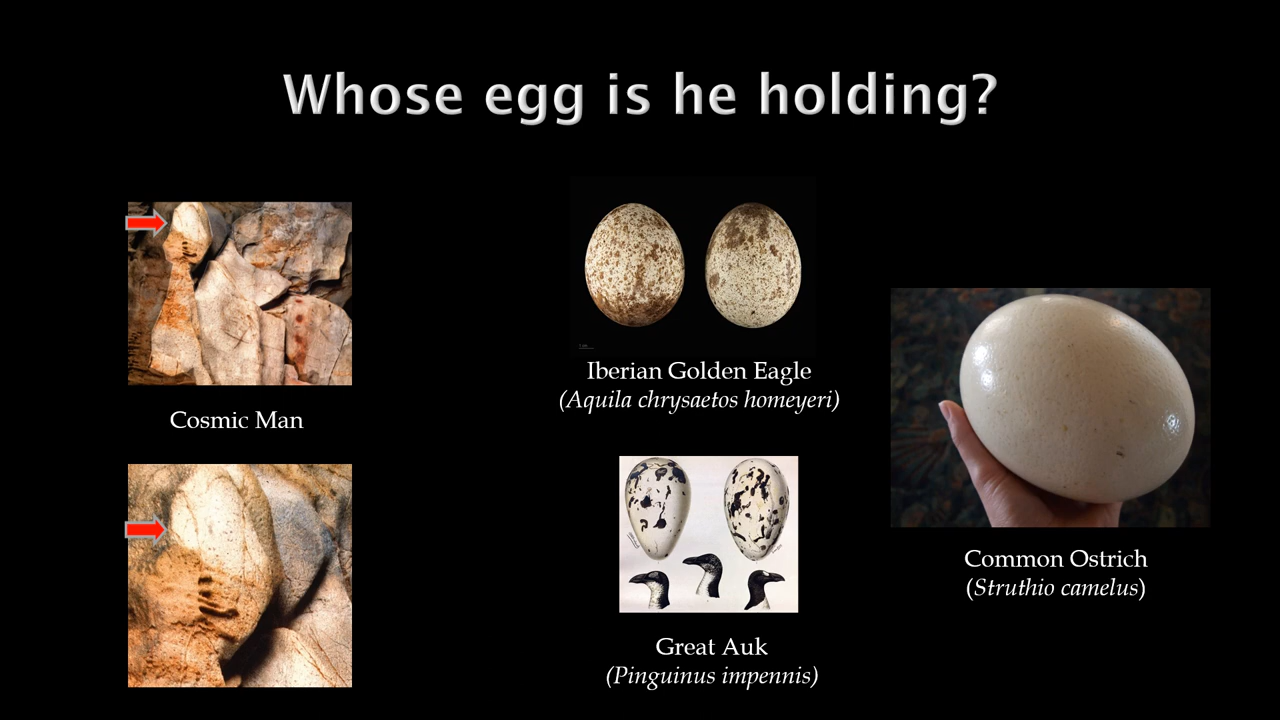 Whose egg is he holding?
Cosmic Man
Iberian Golden Eagle
(Aquila chrysaetos homeyeri)
Great Auk
(Pinguinus impennis)
Common Ostrich
(Struthio camelus)